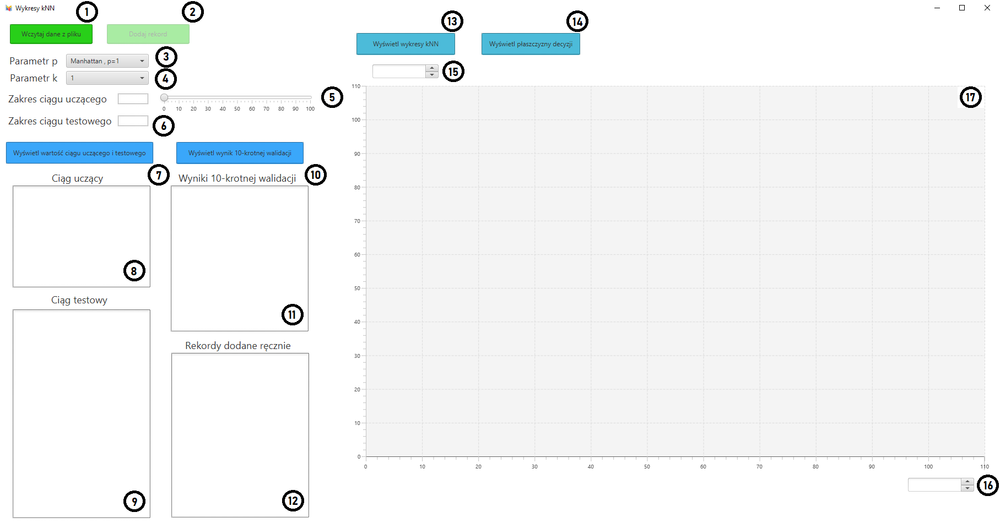 Wykresy kNN
1
2
Wczytaj dane z pliku
Dodaj rekord
Parametr p
Manhattan , p=1
3
Parametr k
1
4
Zakres ciągu uczącego
0 10 20 30 40 50 60 70 80 90 100
5
Zakres ciągu testowego
6
Wyświetl wartość ciągu uczącego i testowego
Wyświetl wynik 10-krotnej walidacji
7
10
Ciąg uczący
8
Ciąg testowy
9
Wyniki 10-krotnej walidacji
11
Rekordy dodane ręcznie
12
13
14
Wyświetl wykresy kNN
Wyświetl płaszczyzny decyzji
15
17
110
100
90
80
70
60
50
40
30
20
10
0
0 10 20 30 40 50 60 70 80 90 100 110
16